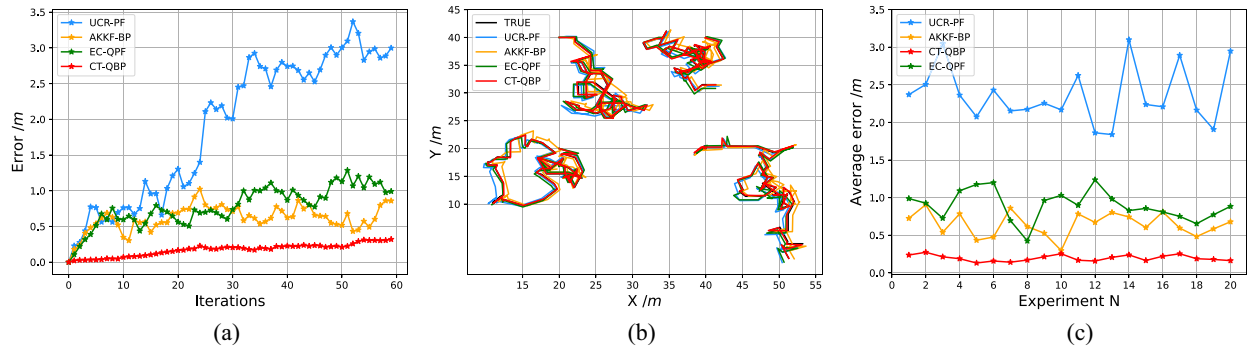 3.5
3.0
2.5
2.0
1.5
1.0
0.5
0.0
Error /m
UCR-PF
AKKF-BP
EC-QPF
CT-QBP
0 10 20 30 40 50 60
Iterations
(a)
45
40
35
30
25
20
15
10
Y /m
TRUE
UCR-PF
AKKF-BP
EC-QPF
CT-QBP
15 20 25 30 35 40 45 50 55
X /m
(b)
3.5
3.0
2.5
2.0
1.5
1.0
0.5
0.0
Average error /m
UCR-PF
AKKF-BP
CT-QBP
EC-QPF
0 2 4 6 8 10 12 14 16 18 20
Experiment N
(c)